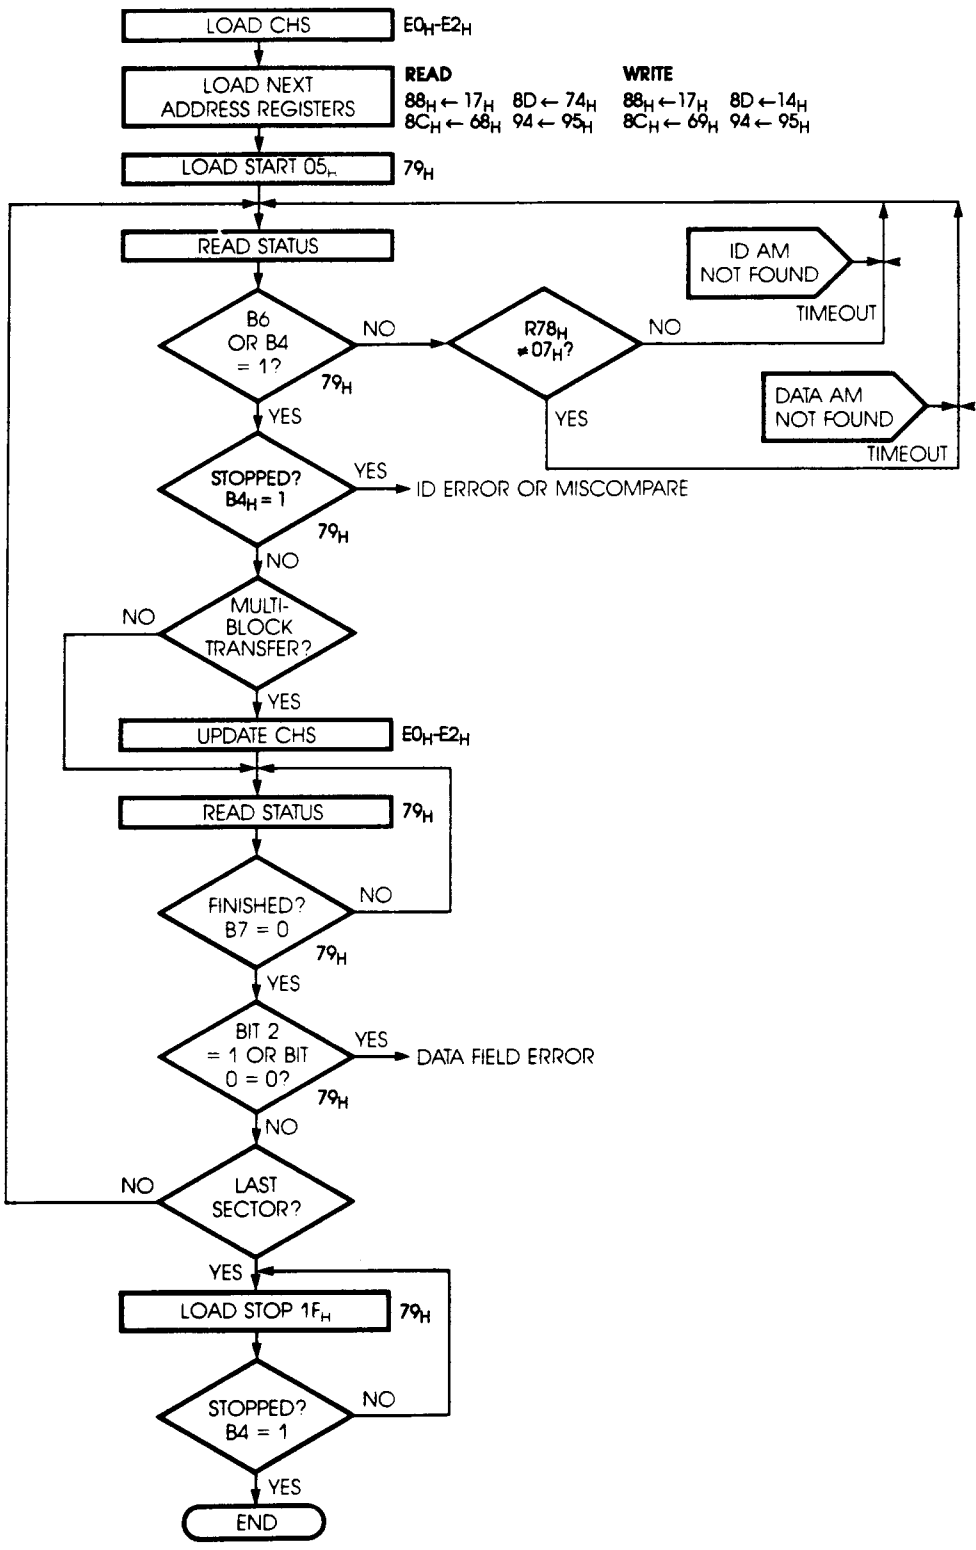 LOAD CHS
E0H-E2H
LOAD NEXT
ADDRESS REGISTERS
READ
88H ← 17H 8D ← 74H
8CH ← 68H 94 ← 95H
WRITE
88H ← 17H 8D ← 14H
8CH ← 69H 94 ← 95H
LOAD START 05H
79H
READ STATUS
ID AM
NOT FOUND
TIMEOUT
B6
OR B4
= 1?
79H
NO
R78H
≠ 07H?
NO
YES
DATA AM
NOT FOUND
TIMEOUT
YES
STOPPED?
B4H = 1
79H
YES
ID ERROR OR MISCOMPARE
NO
MULTI-
BLOCK
TRANSFER?
NO
YES
UPDATE CHS
E0H-E2H
READ STATUS
79H
FINISHED?
B7 = 0
79H
NO
YES
BIT 2
= 1 OR BIT
0 = 0?
79H
YES
DATA FIELD ERROR
NO
LAST
SECTOR?
NO
YES
LOAD STOP 1FH
79H
STOPPED?
B4 = 1
NO
YES
END